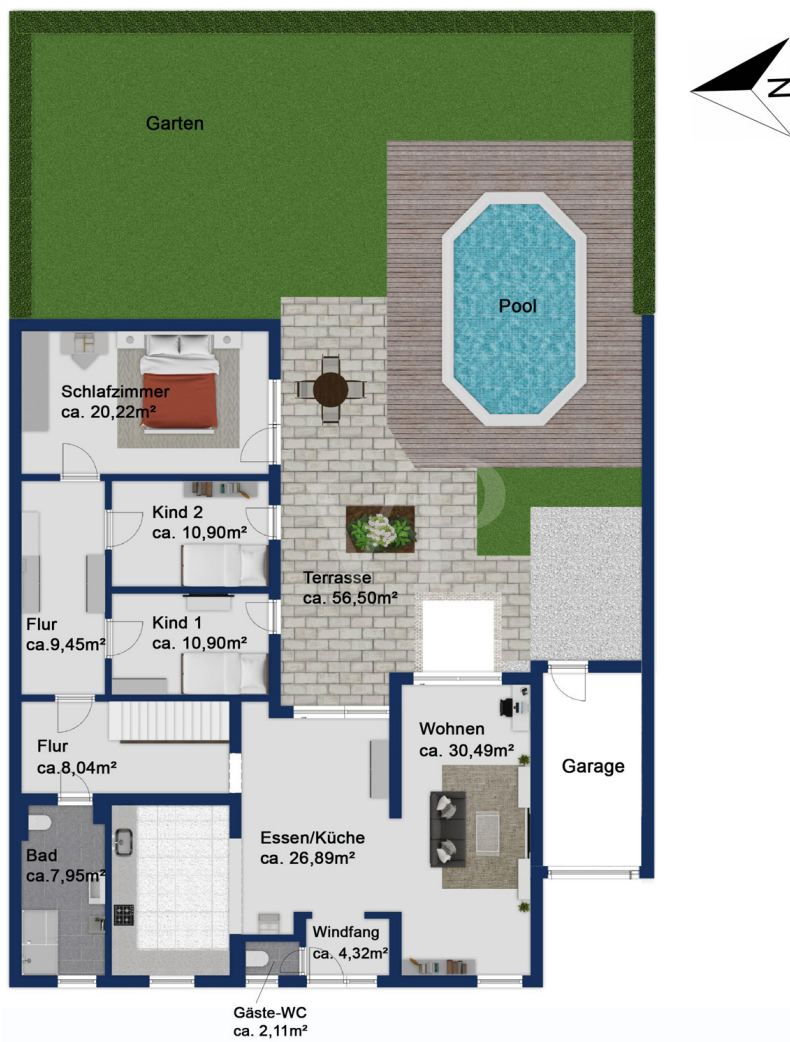 Garten
N
Pool
Schlafzimmer
ca. 20,22m²
Kind 2
ca. 10,90m²
Terrasse
ca. 56,50m²
Kind 1
ca. 10,90m²
Flur
ca.9,45m²
Wohnen
ca. 30,49m²
Flur
ca.8,04m²
Garage
Essen/Küche
ca. 26,89m²
Bad
ca.7,95m²
Windfang
ca. 4,32m²
Gäste-WC
ca. 2,11m²